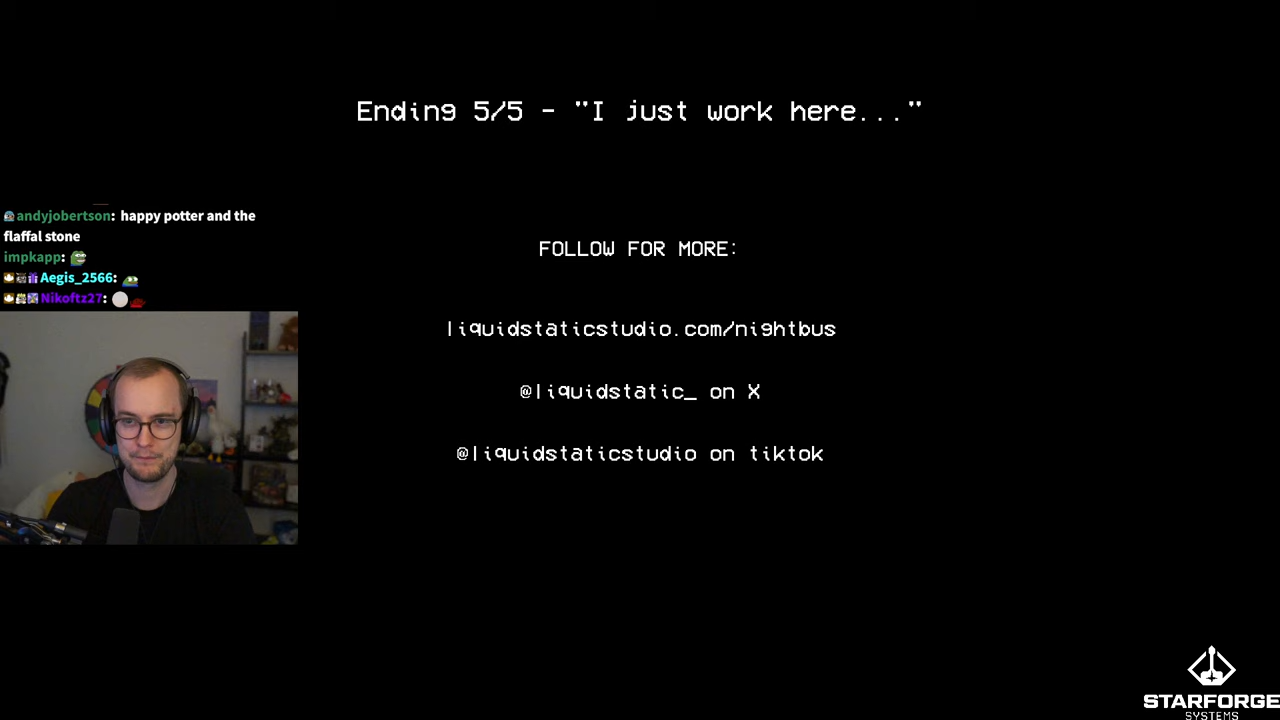 Ending 5/5 - "I just work here..."
andyjobertson: happy potter and the
flaffal stone
impkapp:
Aegis_2566:
Nikoftz27:
FOLLOW FOR MORE:
liquidstaticstudio.com/nightbus
@liquidstatic_ on X
@liquidstaticstudio on tiktok
STARFORGE
SYSTEMS